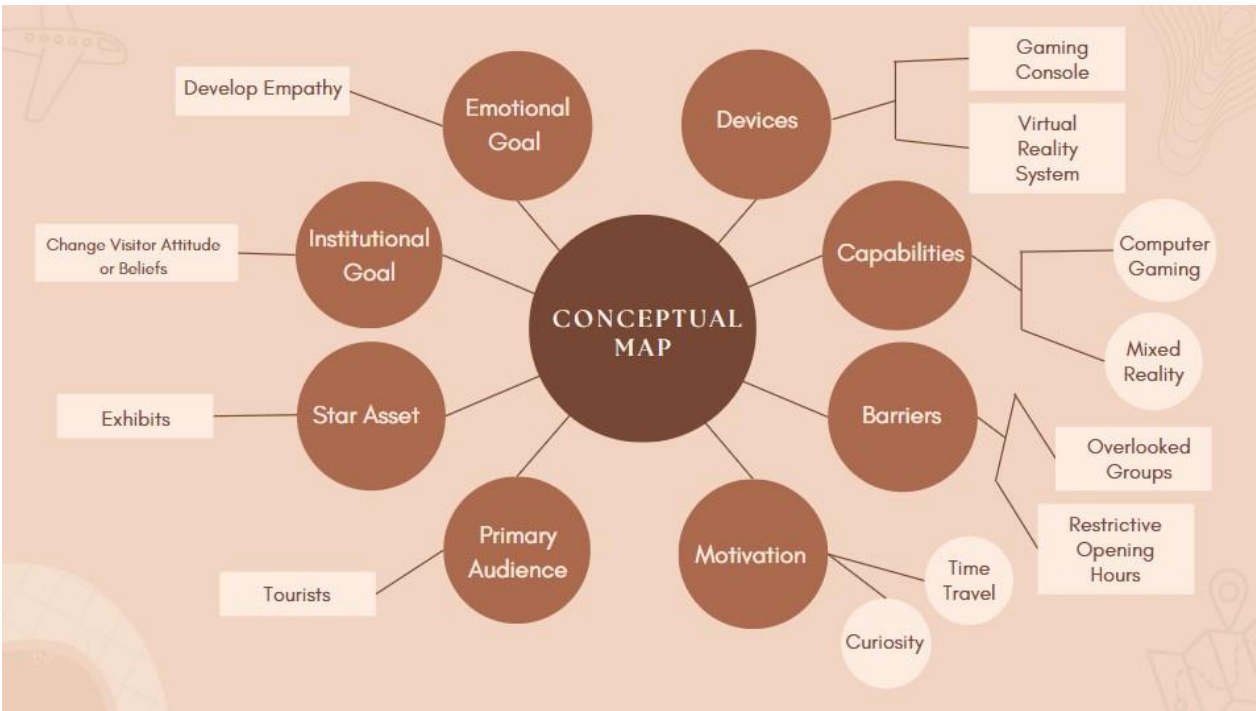 CONCEPTUAL
MAP
Emotional
Goal
Develop Empathy
Institutional
Goal
Change Visitor Attitude
or Beliefs
Star Asset
Exhibits
Primary
Audience
Tourists
Devices
Gaming
Console
Virtual
Reality
System
Capabilities
Computer
Gaming
Mixed
Reality
Barriers
Overlooked
Groups
Restrictive
Opening
Hours
Motivation
Time
Travel
Curiosity